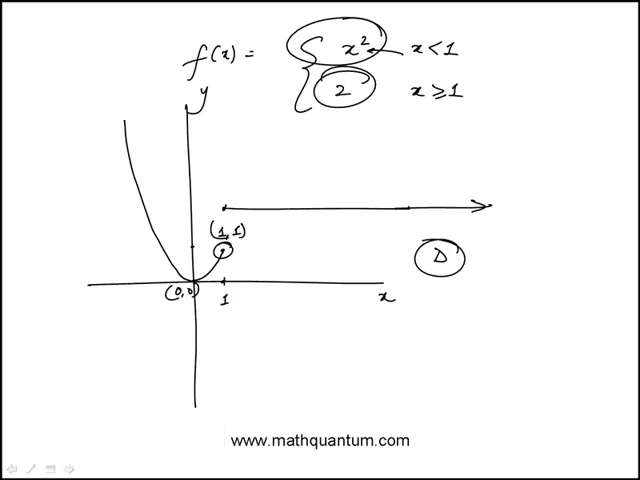 f(x) = { x² x < 1
2 x ≥ 1
y
(1, 1)
D
(0, 0) 1 x
www.mathquantum.com